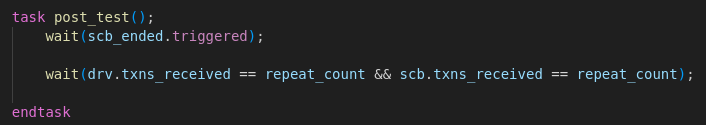 task post_test();
    wait(scb_ended.triggered);
    wait(drv.txns_received == repeat_count && scb.txns_received == repeat_count);
endtask